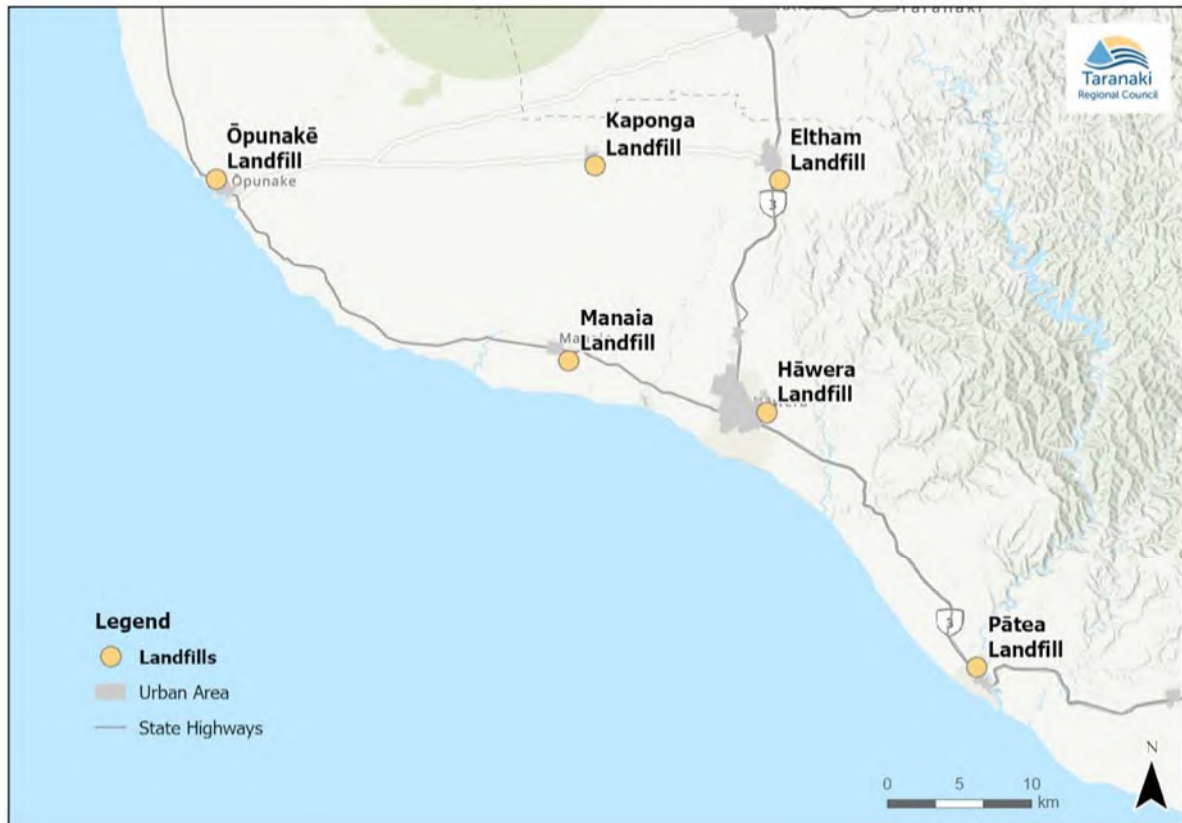 Taranaki
Taranaki
Regional Council
Ōpunakē
Landfill
Ōpunake
Kaponga
Landfill
Eltham
Landfill
3
Manaia
Landfill
Hāwera
Landfill
3
Pātea
Landfill
Legend
Landfills
Urban Area
State Highways
N
0 5 10
km